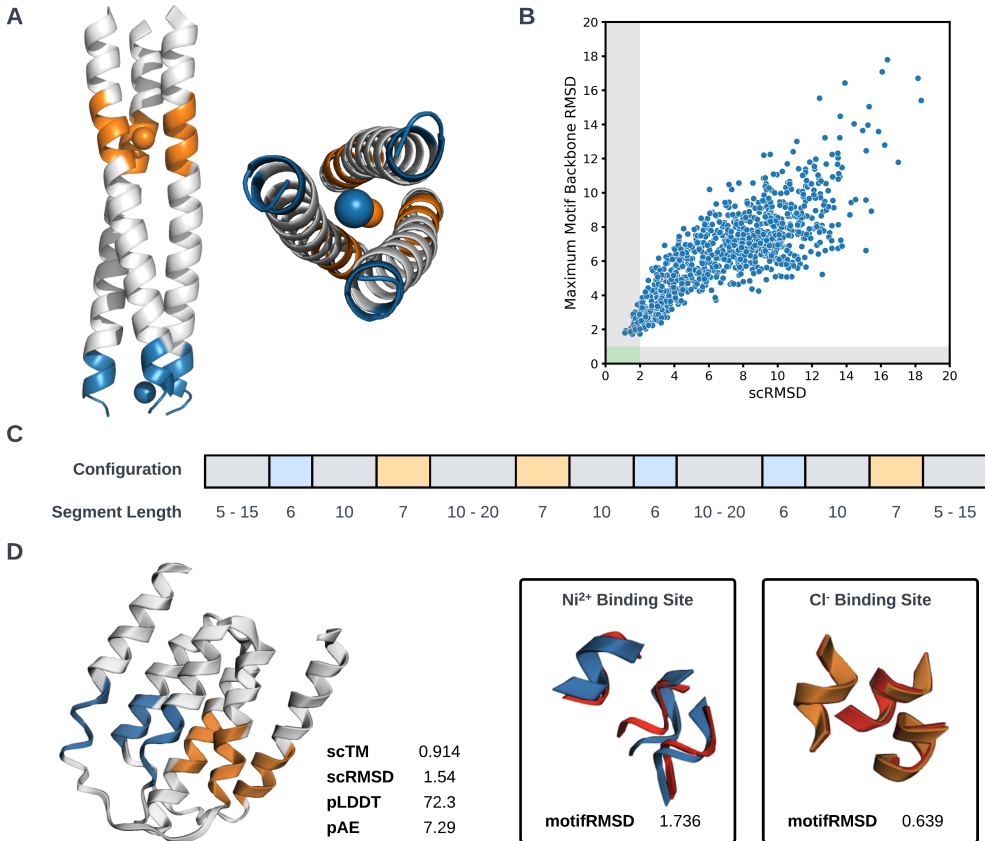 A
B
20
18
16
14
12
10
8
6
4
2
0
Maximum Motif Backbone RMSD
0 2 4 6 8 10 12 14 16 18 20
scRMSD
C
Configuration
Segment Length 5 - 15 6 10 7 10 - 20 7 10 6 10 - 20 6 10 7 5 - 15
D
scTM 0.914
scRMSD 1.54
pLDDT 72.3
pAE 7.29
Ni²⁺ Binding Site
motifRMSD 1.736
Cl⁻ Binding Site
motifRMSD 0.639